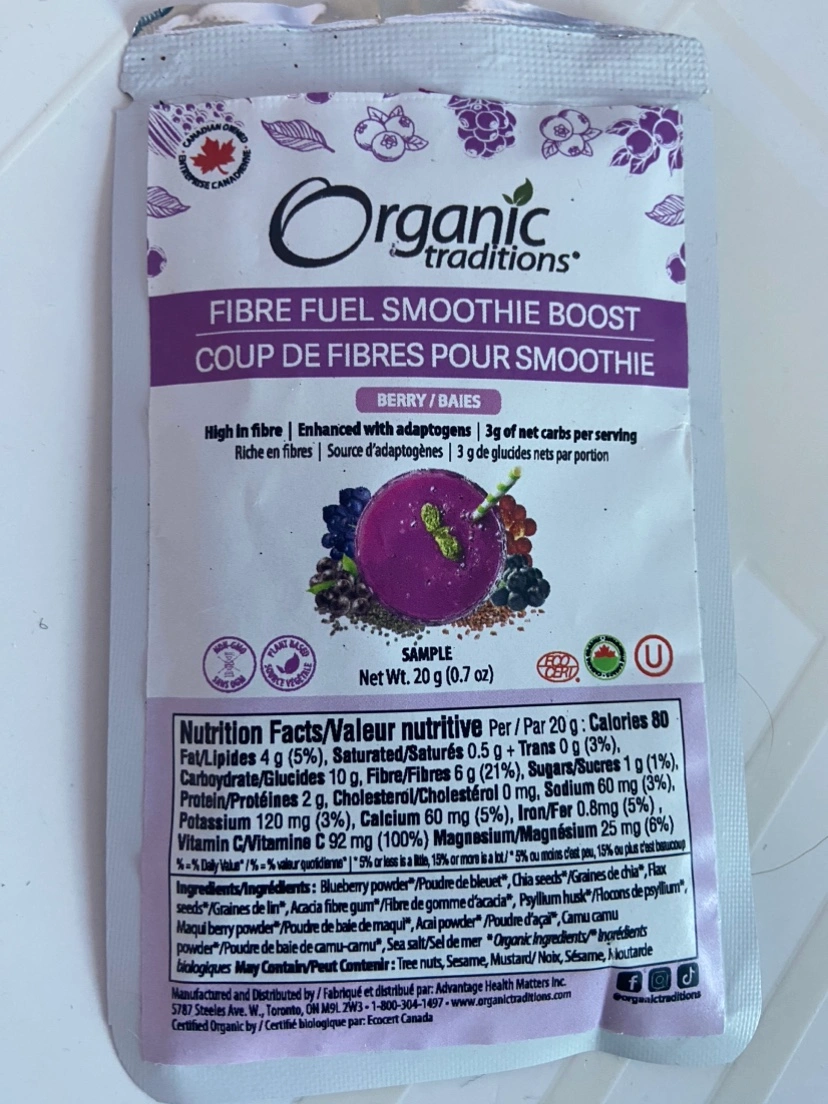 CANADIAN OWNED
ENTREPRISE CANADIENNE
Organic
traditions
FIBRE FUEL SMOOTHIE BOOST
COUP DE FIBRES POUR SMOOTHIE
BERRY / BAIES
High in fibre | Enhanced with adaptogens | 3g of net carbs per serving
Riche en fibres | Source d'adaptogènes | 3 g de glucides nets par portion
NON-GMO
SANS OGM
PLANT BASED
SOURCE VÉGÉTALE
SAMPLE
Net Wt. 20 g (0.7 oz)
ECO
CERT
U
Nutrition Facts/Valeur nutritive Per / Par 20 g : Calories 80
Fat/Lipides 4 g (5%), Saturated/Saturés 0.5 g + Trans 0 g (3%),
Carboydrate/Glucides 10 g, Fibre/Fibres 6 g (21%), Sugars/Sucres 1 g (1%),
Protein/Protéines 2 g, Cholesterol/Cholestérol 0 mg, Sodium 60 mg (3%),
Potassium 120 mg (3%), Calcium 60 mg (5%), Iron/Fer 0.8mg (5%) ,
Vitamin C/Vitamine C 92 mg (100%) Magnesium/Magnésium 25 mg (6%)
% = % Daily Value* / % = % valeur quotidienne* | * 5% or less is a little, 15% or more is a lot / * 5% ou moins c'est peu, 15% ou plus c'est beaucoup
Ingredients/Ingrédients : Blueberry powder*/Poudre de bleuet*, Chia seeds*/Graines de chia*, Flax
seeds*/Graines de lin*, Acacia fibre gum*/Fibre de gomme d'acacia*, Psyllium husk*/Flocons de psyllium*,
Maqui berry powder*/Poudre de baie de maqui*, Acai powder* /Poudre d'açaï*, Camu camu
powder*/Poudre de baie de camu-camu*, Sea salt/Sel de mer *Organic Ingredients/* Ingrédients
biologiques May Contain/Peut Contenir : Tree nuts, Sesame, Mustard/ Noix, Sésame, Moutarde
Manufactured and Distributed by / Fabriqué et distribué par: Advantage Health Matters Inc.
5787 Steeles Ave. W., Toronto, ON M9L 2W3 • 1-800-304-1497 • www.organictraditions.com
Certified Organic by / Certifié biologique par: Ecocert Canada
@organictraditions